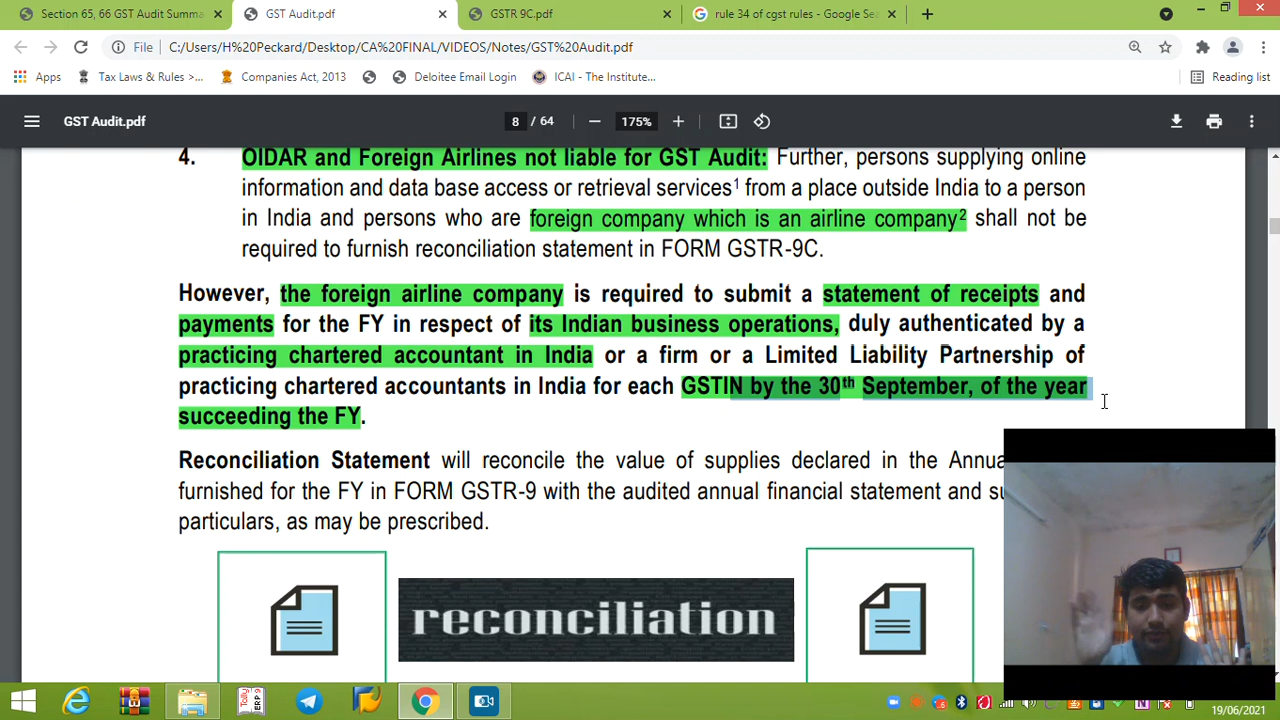 Section 65, 66 GST Audit Summa
GST Audit.pdf
GSTR 9C.pdf
rule 34 of cgst rules - Google Sea
File
C:/Users/H%20Peckard/Desktop/CA%20FINAL/VIDEOS/Notes/GST%20Audit.pdf
Apps
Tax Laws & Rules >...
Companies Act, 2013
Deloitee Email Login
ICAI - The Institute...
Reading list
GST Audit.pdf
8 / 64
175%
4. OIDAR and Foreign Airlines not liable for GST Audit: Further, persons supplying online
information and data base access or retrieval services1 from a place outside India to a person
in India and persons who are foreign company which is an airline company2 shall not be
required to furnish reconciliation statement in FORM GSTR-9C.
However, the foreign airline company is required to submit a statement of receipts and
payments for the FY in respect of its Indian business operations, duly authenticated by a
practicing chartered accountant in India or a firm or a Limited Liability Partnership of
practicing chartered accountants in India for each GSTIN by the 30th September, of the year
succeeding the FY.
Reconciliation Statement will reconcile the value of supplies declared in the Annua
furnished for the FY in FORM GSTR-9 with the audited annual financial statement and su
particulars, as may be prescribed.
reconciliation
Tally
ERP 9
19/06/2021